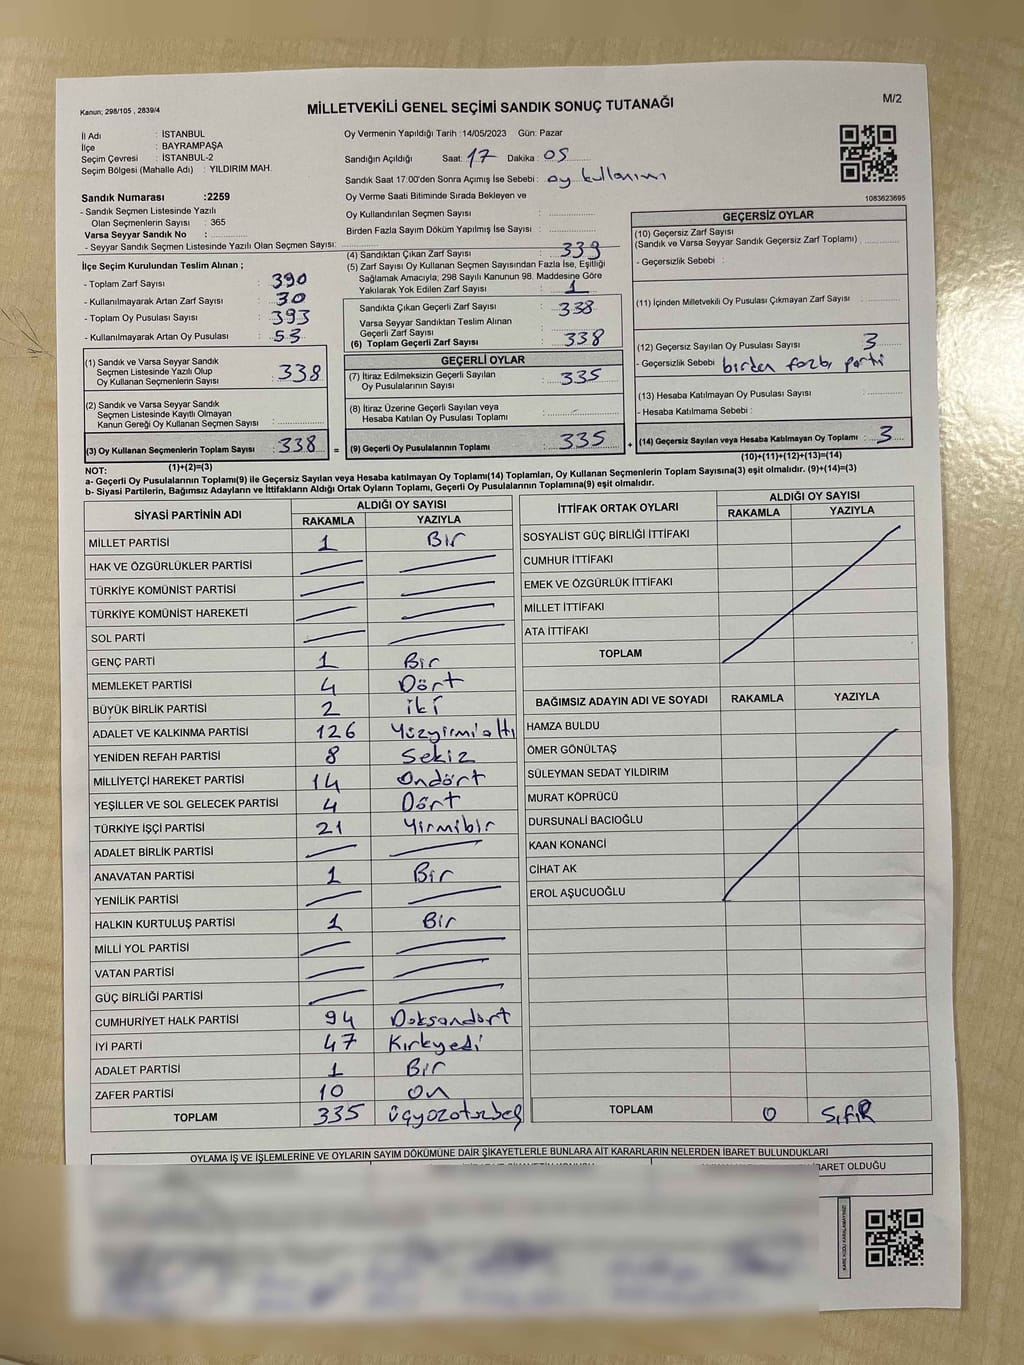 Kanun; 298/105 , 2839/4
MİLLETVEKİLİ GENEL SEÇİMİ SANDIK SONUÇ TUTANAĞI
M/2
İl Adı : İSTANBUL
İlçe : BAYRAMPAŞA
Seçim Çevresi : İSTANBUL-2
Seçim Bölgesi (Mahalle Adı) : YILDIRIM MAH.
Sandık Numarası :2259
- Sandık Seçmen Listesinde Yazılı
Olan Seçmenlerin Sayısı : 365
Varsa Seyyar Sandık No :
- Seyyar Sandık Seçmen Listesinde Yazılı Olan Seçmen Sayısı:
Oy Vermenin Yapıldığı Tarih :14/05/2023 Gün: Pazar
Sandığın Açıldığı Saat: 17 Dakika : 05
Sandık Saat 17:00'den Sonra Açımış İse Sebebi : oy kullanımı
Oy Verme Saati Bitiminde Sırada Bekleyen ve
Oy Kullandırılan Seçmen Sayısı :
Birden Fazla Sayım Döküm Yapılmış İse Sayısı :
1083623695
İlçe Seçim Kurulundan Teslim Alınan ;
- Toplam Zarf Sayısı : 390
- Kullanılmayarak Artan Zarf Sayısı : 30
- Toplam Oy Pusulası Sayısı : 393
- Kullanılmayarak Artan Oy Pusulası : 53
(1) Sandık ve Varsa Seyyar Sandık
Seçmen Listesinde Yazılı Olup
Oy Kullanan Seçmenlerin Sayısı : 338
(2) Sandık ve Varsa Seyyar Sandık
Seçmen Listesinde Kayıtlı Olmayan
Kanun Gereği Oy Kullanan Seçmen Sayısı :
(3) Oy Kullanan Seçmenlerin Toplam Sayısı : 338
(4) Sandıktan Çıkan Zarf Sayısı : 339
(5) Zarf Sayısı Oy Kullanan Seçmen Sayısından Fazla İse, Eşitliği
Sağlamak Amacıyla, 298 Sayılı Kanunun 98. Maddesine Göre
Yakılarak Yok Edilen Zarf Sayısı : 1
Sandıkta Çıkan Geçerli Zarf Sayısı : 338
Varsa Seyyar Sandıktan Teslim Alınan
Geçerli Zarf Sayısı :
(6) Toplam Geçerli Zarf Sayısı : 338
GEÇERLİ OYLAR
(7) İtiraz Edilmeksizin Geçerli Sayılan
Oy Pusulalarının Sayısı : 335
(8) İtiraz Üzerine Geçerli Sayılan veya
Hesaba Katılan Oy Pusulası Toplamı :
= (9) Geçerli Oy Pusulalarının Toplamı : 335 +
GEÇERSİZ OYLAR
(10) Geçersiz Zarf Sayısı
(Sandık ve Varsa Seyyar Sandık Geçersiz Zarf Toplamı)
- Geçersizlik Sebebi :
(11) İçinden Milletvekili Oy Pusulası Çıkmayan Zarf Sayısı :
(12) Geçersiz Sayılan Oy Pusulası Sayısı : 3
- Geçersizlik Sebebi : birden fazla parti
(13) Hesaba Katılmayan Oy Pusulası Sayısı :
- Hesaba Katılmama Sebebi :
(14) Geçersiz Sayılan veya Hesaba Katılmayan Oy Toplamı : 3
NOT: (1)+(2)=(3)
(10)+(11)+(12)+(13)=(14)
a- Geçerli Oy Pusulalarının Toplamı(9) ile Geçersiz Sayılan veya Hesaba katılmayan Oy Toplamı(14) Toplamları, Oy Kullanan Seçmenlerin Toplam Sayısına(3) eşit olmalıdır. (9)+(14)=(3)
b- Siyasi Partilerin, Bağımsız Adayların ve İttifakların Aldığı Ortak Oyların Toplamı, Geçerli Oy Pusulalarının Toplamına(9) eşit olmalıdır.
SİYASİ PARTİNİN ADI ALDIĞI OY SAYISI
RAKAMLA YAZIYLA
MİLLET PARTİSİ 1 Bir
HAK VE ÖZGÜRLÜKLER PARTİSİ
TÜRKİYE KOMÜNİST PARTİSİ
TÜRKİYE KOMÜNİST HAREKETİ
SOL PARTİ
GENÇ PARTİ 1 Bir
MEMLEKET PARTİSİ 4 Dört
BÜYÜK BİRLİK PARTİSİ 2 iki
ADALET VE KALKINMA PARTİSİ 126 Yüzyirmialtı
YENİDEN REFAH PARTİSİ 8 Sekiz
MİLLİYETÇİ HAREKET PARTİSİ 14 Ondört
YEŞİLLER VE SOL GELECEK PARTİSİ 4 Dört
TÜRKİYE İŞÇİ PARTİSİ 21 Yirmibir
ADALET BİRLİK PARTİSİ
ANAVATAN PARTİSİ 1 Bir
YENİLİK PARTİSİ
HALKIN KURTULUŞ PARTİSİ 1 Bir
MİLLİ YOL PARTİSİ
VATAN PARTİSİ
GÜÇ BİRLİĞİ PARTİSİ
CUMHURİYET HALK PARTİSİ 94 Doksandört
İYİ PARTİ 47 Kırkyedi
ADALET PARTİSİ 1 Bir
ZAFER PARTİSİ 10 on
TOPLAM 335 üçyüzotuzbeş
İTTİFAK ORTAK OYLARI ALDIĞI OY SAYISI
RAKAMLA YAZIYLA
SOSYALİST GÜÇ BİRLİĞİ İTTİFAKI
CUMHUR İTTİFAKI
EMEK VE ÖZGÜRLÜK İTTİFAKI
MİLLET İTTİFAKI
ATA İTTİFAKI
TOPLAM
BAĞIMSIZ ADAYIN ADI VE SOYADI RAKAMLA YAZIYLA
HAMZA BULDU
ÖMER GÖNÜLTAŞ
SÜLEYMAN SEDAT YILDIRIM
MURAT KÖPRÜCÜ
DURSUNALİ BACIOĞLU
KAAN KONANCİ
CİHAT AK
EROL AŞUCUOĞLU
TOPLAM 0 SIFIR
OYLAMA İŞ VE İŞLEMLERİNE VE OYLARIN SAYIM DÖKÜMÜNE DAİR ŞİKAYETLERLE BUNLARA AİT KARARLARIN NELERDEN İBARET BULUNDUKLARI
İBARET OLDUĞU
KARE KODU KARALAMAYINIZ!